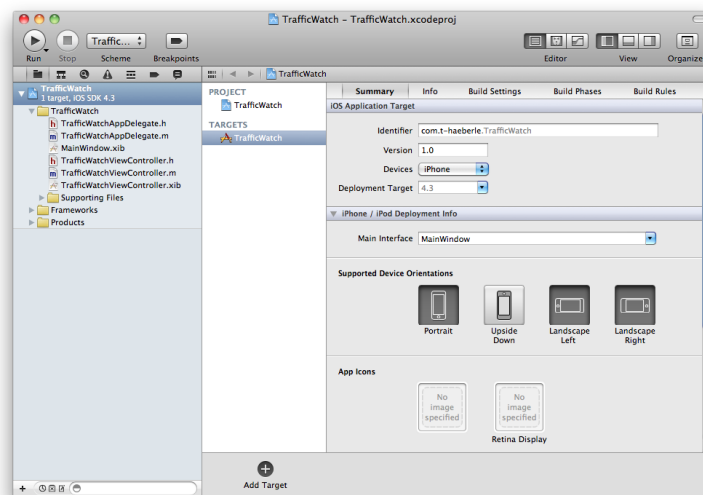 TrafficWatch – TrafficWatch.xcodeproj
Traffic...
Run Stop Scheme Breakpoints Editor View Organize
TrafficWatch
TrafficWatch
1 target, iOS SDK 4.3
TrafficWatch
TrafficWatchAppDelegate.h
TrafficWatchAppDelegate.m
MainWindow.xib
TrafficWatchViewController.h
TrafficWatchViewController.m
TrafficWatchViewController.xib
Supporting Files
Frameworks
Products
PROJECT
TrafficWatch
TARGETS
TrafficWatch
Summary Info Build Settings Build Phases Build Rules
iOS Application Target
Identifier com.t-haeberle.TrafficWatch
Version 1.0
Devices iPhone
Deployment Target 4.3
iPhone / iPod Deployment Info
Main Interface MainWindow
Supported Device Orientations
Portrait Upside Down Landscape Left Landscape Right
App Icons
No image specified
No image specified
Retina Display
Add Target